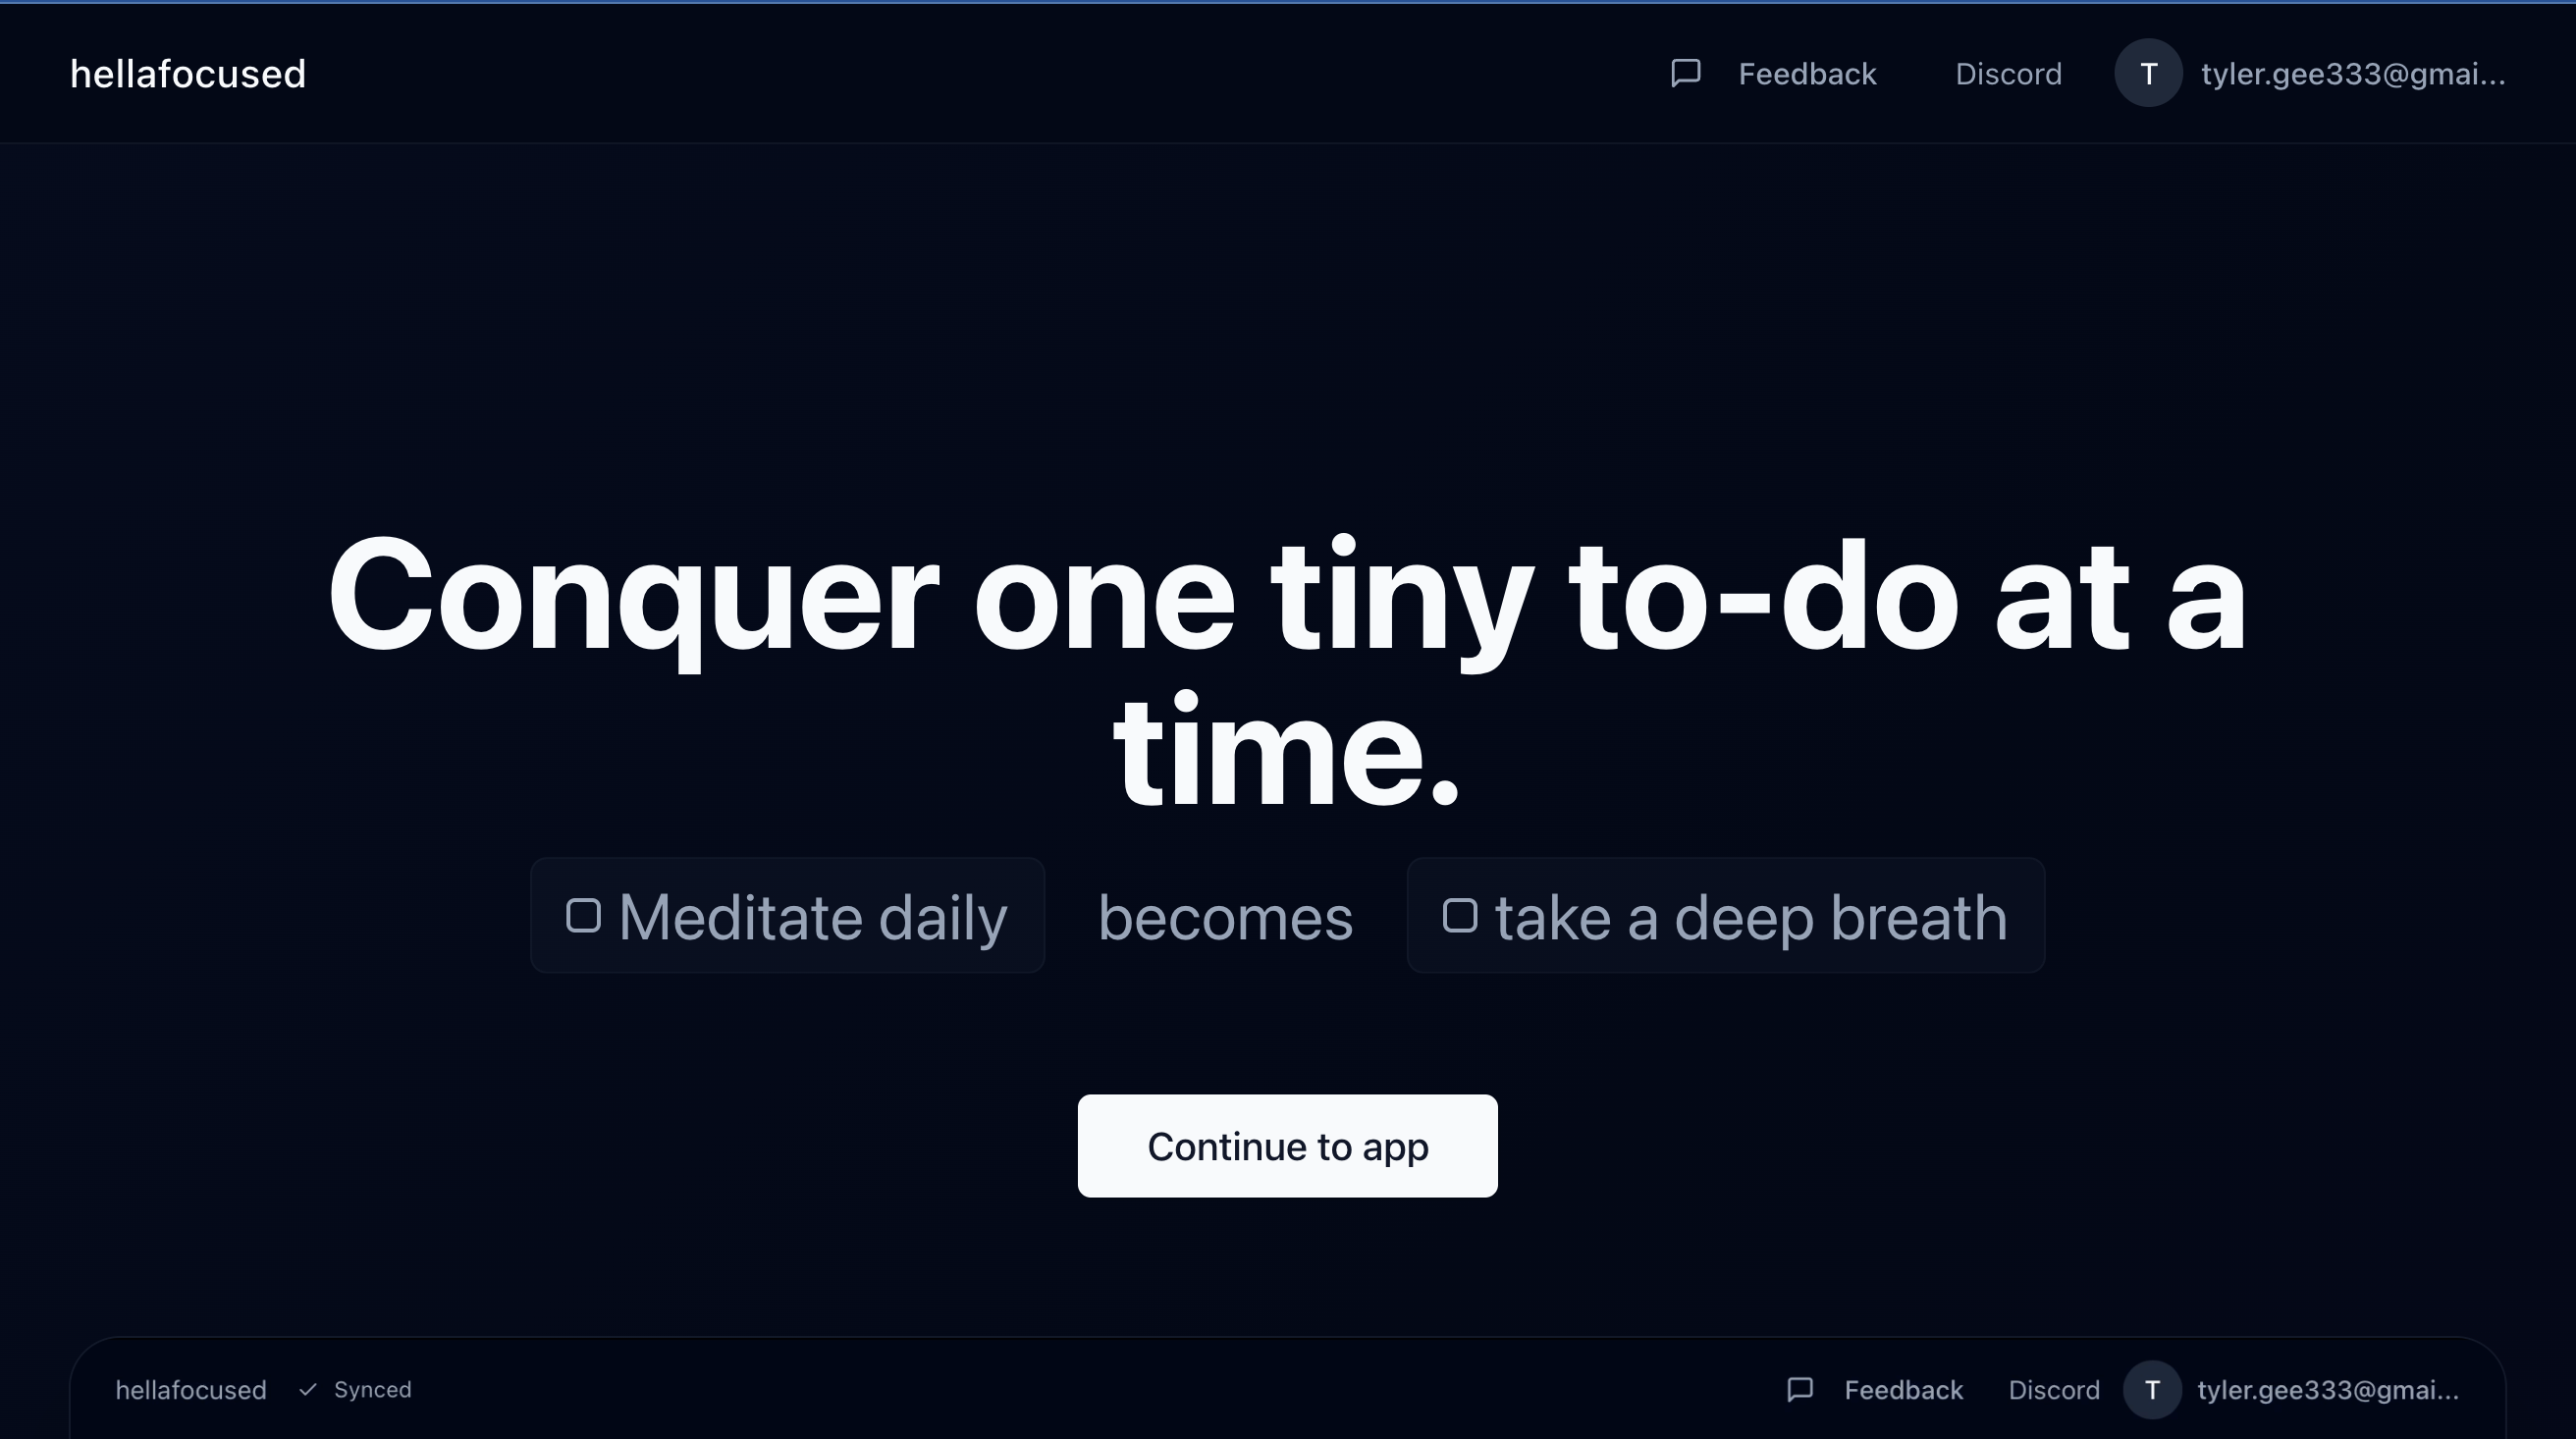 hellafocused Feedback Discord T tyler.gee333@gmai...
Conquer one tiny to-do at a
time.
Meditate daily becomes take a deep breath
Continue to app
hellafocused Synced Feedback Discord T tyler.gee333@gmai...